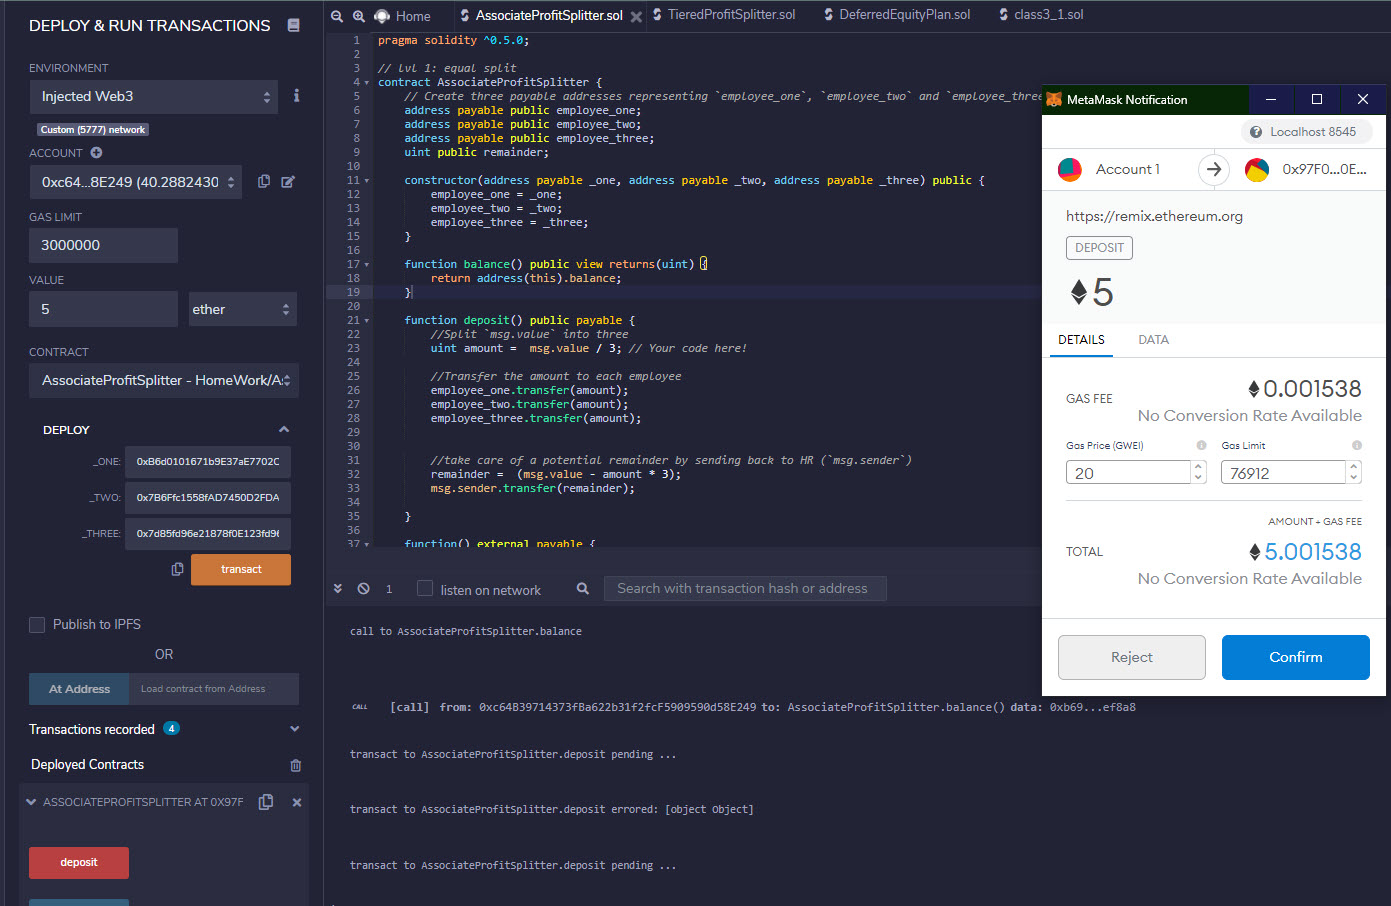 DEPLOY & RUN TRANSACTIONS
ENVIRONMENT
Injected Web3
Custom (5777) network
ACCOUNT
0xc64...8E249 (40.2882430
GAS LIMIT
3000000
VALUE
5
ether
CONTRACT
AssociateProfitSplitter - HomeWork/A
DEPLOY
_ONE: 0xB6d0101671b9E37aE7702C
_TWO: 0x7B6Ffc1558fAD7450D2FDA
_THREE: 0x7d85fd96e21878f0E123fd9
transact
Publish to IPFS
OR
At Address
Load contract from Address
Transactions recorded 4
Deployed Contracts
ASSOCIATEPROFITSPLITTER AT 0X97F
deposit
Home
AssociateProfitSplitter.sol
TieredProfitSplitter.sol
DeferredEquityPlan.sol
class3_1.sol
1 pragma solidity ^0.5.0;
2
3 // lvl 1: equal split
4 contract AssociateProfitSplitter {
5 // Create three payable addresses representing `employee_one`, `employee_two` and `employee_three
6 address payable public employee_one;
7 address payable public employee_two;
8 address payable public employee_three;
9 uint public remainder;
10
11 constructor(address payable _one, address payable _two, address payable _three) public {
12 employee_one = _one;
13 employee_two = _two;
14 employee_three = _three;
15 }
16
17 function balance() public view returns(uint) {
18 return address(this).balance;
19 }
20
21 function deposit() public payable {
22 //Split `msg.value` into three
23 uint amount =  msg.value / 3; // Your code here!
24
25 //Transfer the amount to each employee
26 employee_one.transfer(amount);
27 employee_two.transfer(amount);
28 employee_three.transfer(amount);
29
30
31 //take care of a potential remainder by sending back to HR (`msg.sender`)
32 remainder =  (msg.value - amount * 3);
33 msg.sender.transfer(remainder);
34
35 }
36
37 function() external payable {
1
listen on network
Search with transaction hash or address
call to AssociateProfitSplitter.balance
CALL [call] from: 0xc64B39714373fBa622b31f2fcF5909590d58E249 to: AssociateProfitSplitter.balance() data: 0xb69...ef8a8
transact to AssociateProfitSplitter.deposit pending ...
transact to AssociateProfitSplitter.deposit errored: [object Object]
transact to AssociateProfitSplitter.deposit pending ...
MetaMask Notification
Localhost 8545
Account 1
0x97F0...0E...
https://remix.ethereum.org
DEPOSIT
5
DETAILS
DATA
GAS FEE
0.001538
No Conversion Rate Available
Gas Price (GWEI)
Gas Limit
20
76912
AMOUNT + GAS FEE
TOTAL
5.001538
No Conversion Rate Available
Reject
Confirm